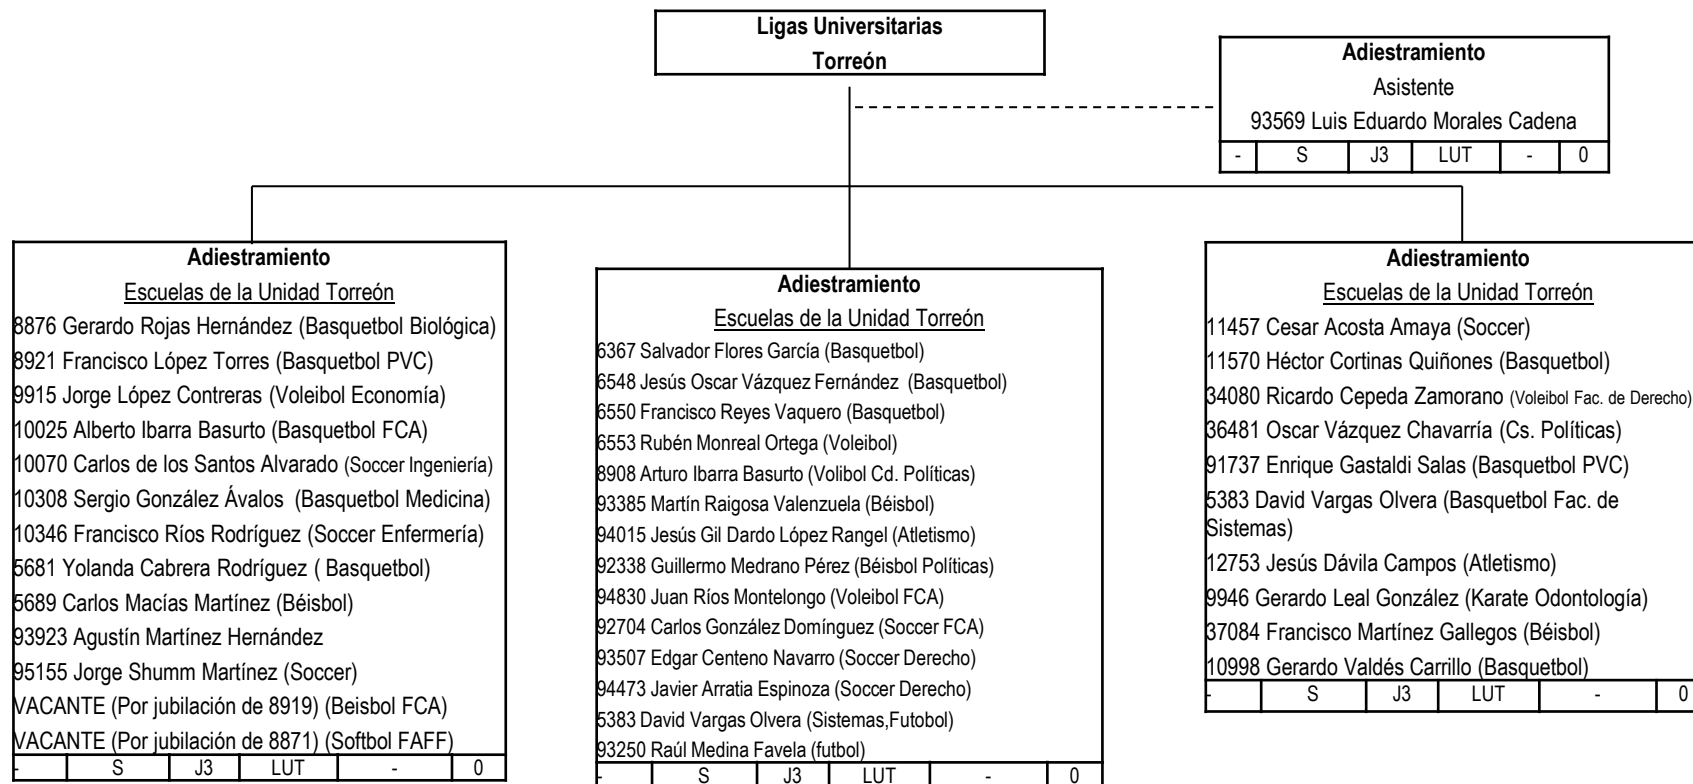 Ligas Universitarias
Torreón
Adiestramiento
Asistente
93569 Luis Eduardo Morales Cadena
- S J3 LUT - 0
Adiestramiento
Escuelas de la Unidad Torreón
8876 Gerardo Rojas Hernández (Basquetbol Biológica)
8921 Francisco López Torres (Basquetbol PVC)
9915 Jorge López Contreras (Voleibol Economía)
10025 Alberto Ibarra Basurto (Basquetbol FCA)
10070 Carlos de los Santos Alvarado (Soccer Ingeniería)
10308 Sergio González Ávalos (Basquetbol Medicina)
10346 Francisco Ríos Rodríguez (Soccer Enfermería)
5681 Yolanda Cabrera Rodríguez ( Basquetbol)
5689 Carlos Macías Martínez (Béisbol)
93923 Agustín Martínez Hernández
95155 Jorge Shumm Martínez (Soccer)
VACANTE (Por jubilación de 8919) (Beisbol FCA)
VACANTE (Por jubilación de 8871) (Softbol FAFF)
- S J3 LUT - 0
Adiestramiento
Escuelas de la Unidad Torreón
6367 Salvador Flores García (Basquetbol)
6548 Jesús Oscar Vázquez Fernández (Basquetbol)
6550 Francisco Reyes Vaquero (Basquetbol)
6553 Rubén Monreal Ortega (Voleibol)
8908 Arturo Ibarra Basurto (Volibol Cd. Políticas)
93385 Martín Raigosa Valenzuela (Béisbol)
94015 Jesús Gil Dardo López Rangel (Atletismo)
92338 Guillermo Medrano Pérez (Béisbol Políticas)
94830 Juan Ríos Montelongo (Voleibol FCA)
92704 Carlos González Domínguez (Soccer FCA)
93507 Edgar Centeno Navarro (Soccer Derecho)
94473 Javier Arratia Espinoza (Soccer Derecho)
5383 David Vargas Olvera (Sistemas,Futobol)
93250 Raúl Medina Favela (futbol)
- S J3 LUT - 0
Adiestramiento
Escuelas de la Unidad Torreón
11457 Cesar Acosta Amaya (Soccer)
11570 Héctor Cortinas Quiñones (Basquetbol)
34080 Ricardo Cepeda Zamorano (Voleibol Fac. de Derecho)
36481 Oscar Vázquez Chavarría (Cs. Políticas)
91737 Enrique Gastaldi Salas (Basquetbol PVC)
5383 David Vargas Olvera (Basquetbol Fac. de
Sistemas)
12753 Jesús Dávila Campos (Atletismo)
9946 Gerardo Leal González (Karate Odontología)
37084 Francisco Martínez Gallegos (Béisbol)
10998 Gerardo Valdés Carrillo (Basquetbol)
- S J3 LUT - 0